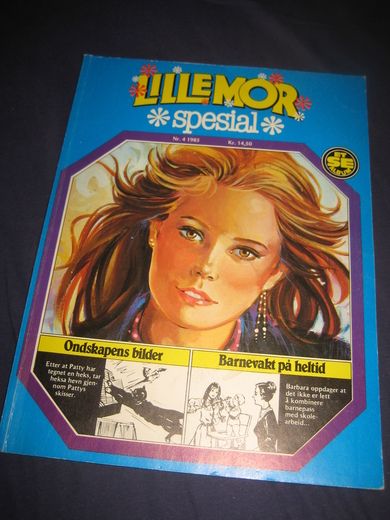 LILLEMOR
spesial
Nr. 4 1985 Kr. 14,50
ET
SE
ALBUM
Ondskapens bilder
Etter at Patty har
tegnet en heks, tar
heksa hevn gjen-
nom Pattys
skisser.
Barnevakt på heltid
Barbara oppdager at
det ikke er lett
å kombinere
barnepass
med skole-
arbeid...